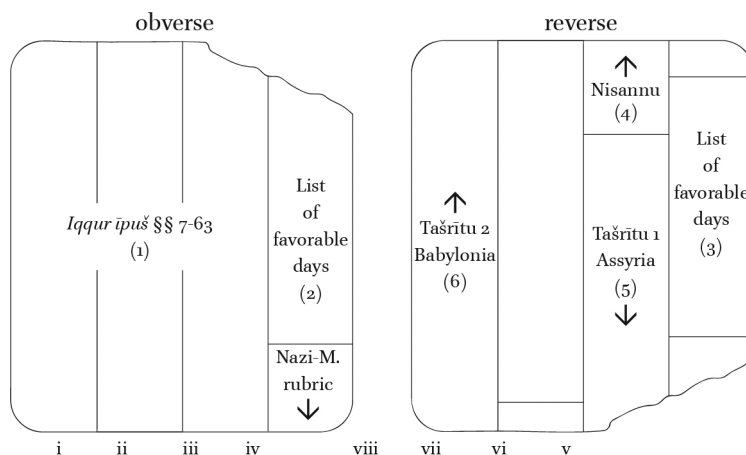 obverse
reverse
Iqqur īpuš §§ 7-63
(1)
List
of
favorable
days
(2)
Nazi-M.
rubric
↓
↑
Tašrītu 2
Babylonia
(6)
↑
Nisannu
(4)
Tašrītu 1
Assyria
(5)
↓
List
of
favorable
days
(3)
i ii iii iv viii vii vi v